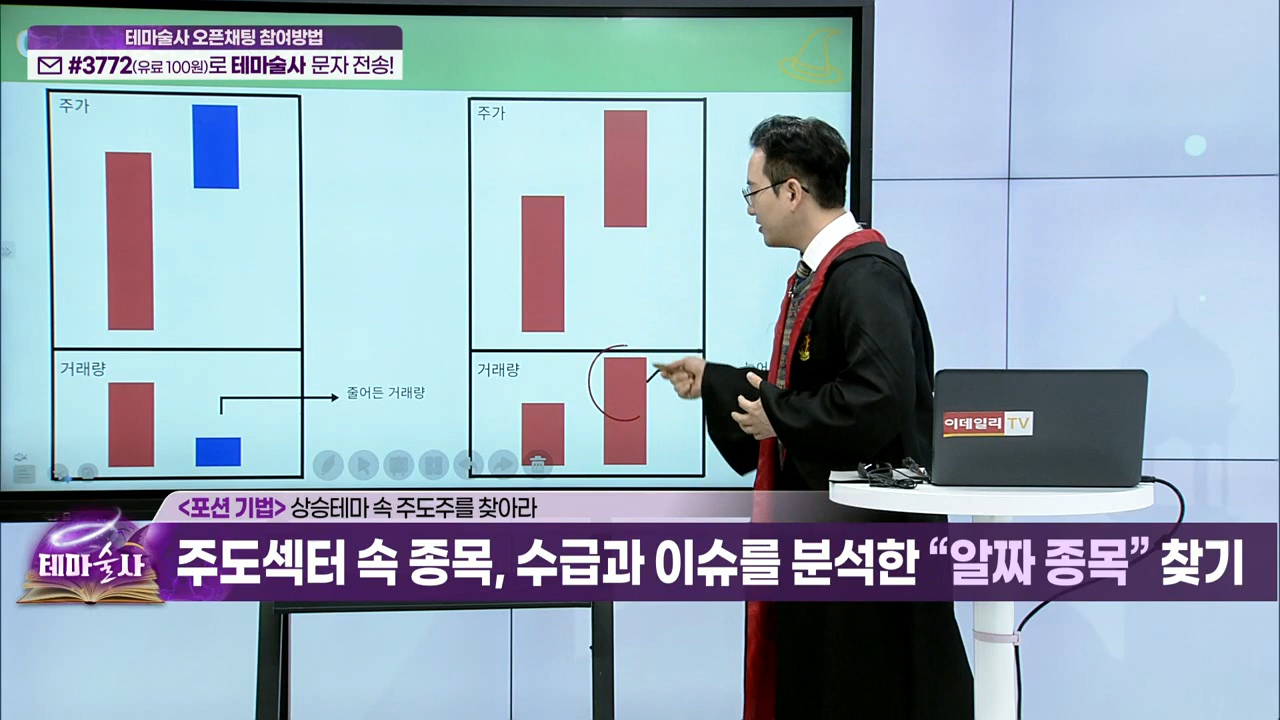 테마술사 오픈채팅 참여방법
#3772(유료 100원)로 테마술사 문자 전송!
주가
주가
거래량
줄어든 거래량
거래량
이데일리 TV
<포션 기법> 상승테마 속 주도주를 찾아라
테마술사
주도섹터 속 종목, 수급과 이슈를 분석한 “알짜 종목” 찾기